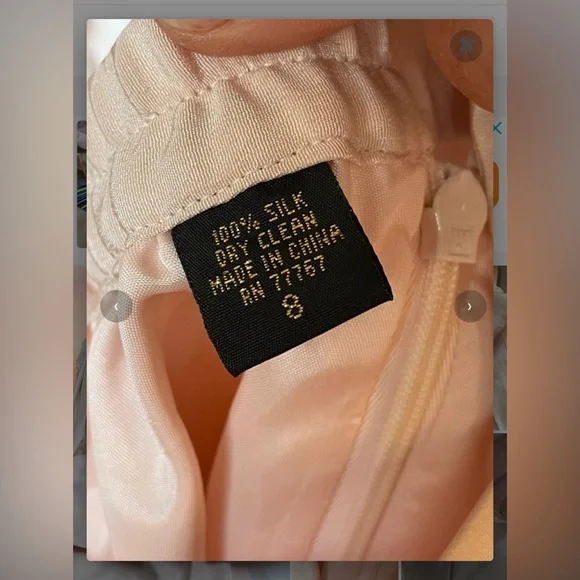 100% SILK
DRY CLEAN
MADE IN CHINA
RN 77767
8